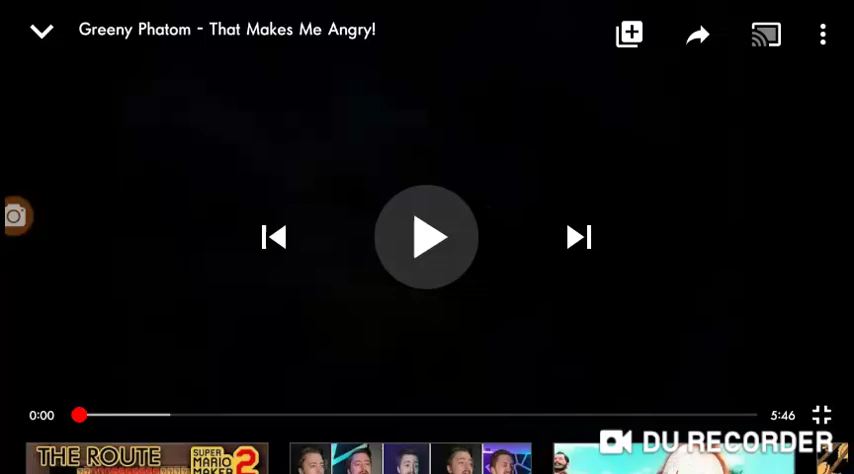 Greeny Phatom - That Makes Me Angry!
0:00
5:46
DU RECORDER
THE ROUTE
SUPER
MARIO
MAKER
2